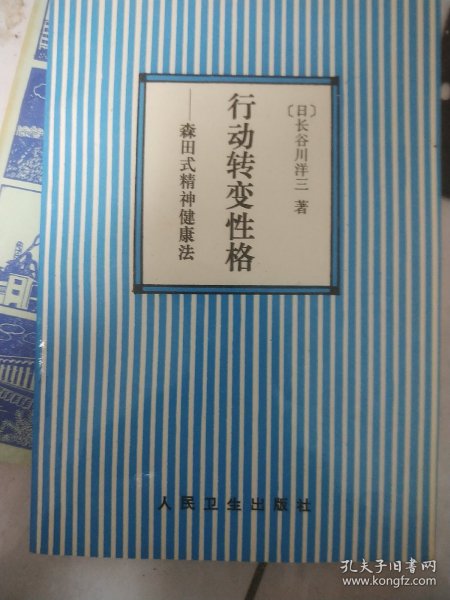 〔日〕长谷川洋三 著
行动转变性格
——森田式精神健康法
人民卫生出版社
孔夫子旧书网
www.kongfz.com